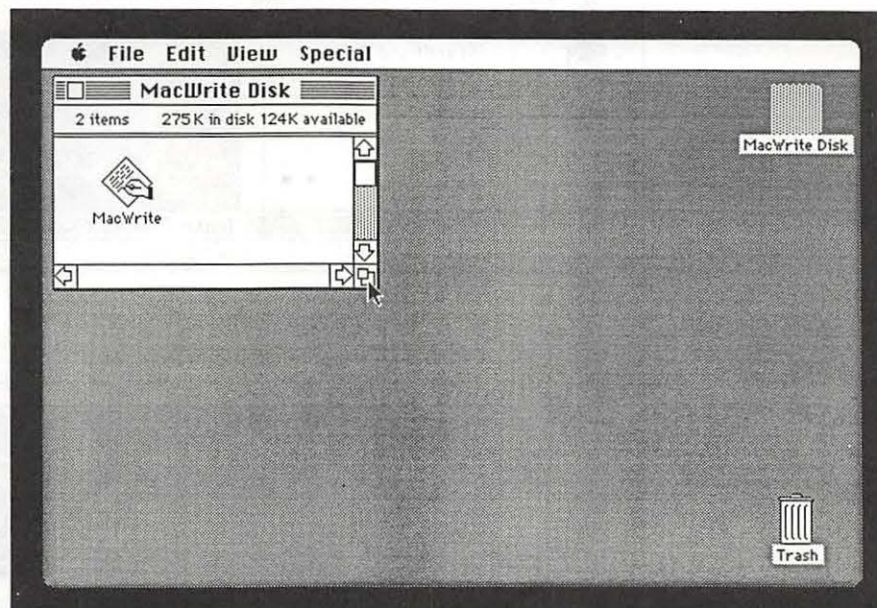 File Edit View Special
MacWrite Disk
2 items 275K in disk 124K available
MacWrite
MacWrite Disk
Trash